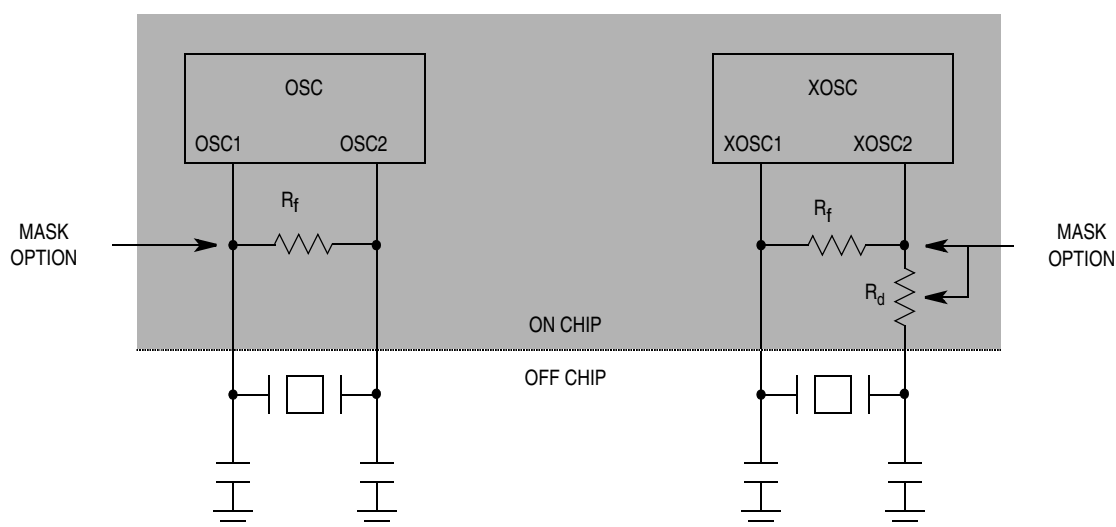 OSC
OSC1
OSC2
Rf
MASK
OPTION
XOSC
XOSC1
XOSC2
Rf
Rd
MASK
OPTION
ON CHIP
OFF CHIP